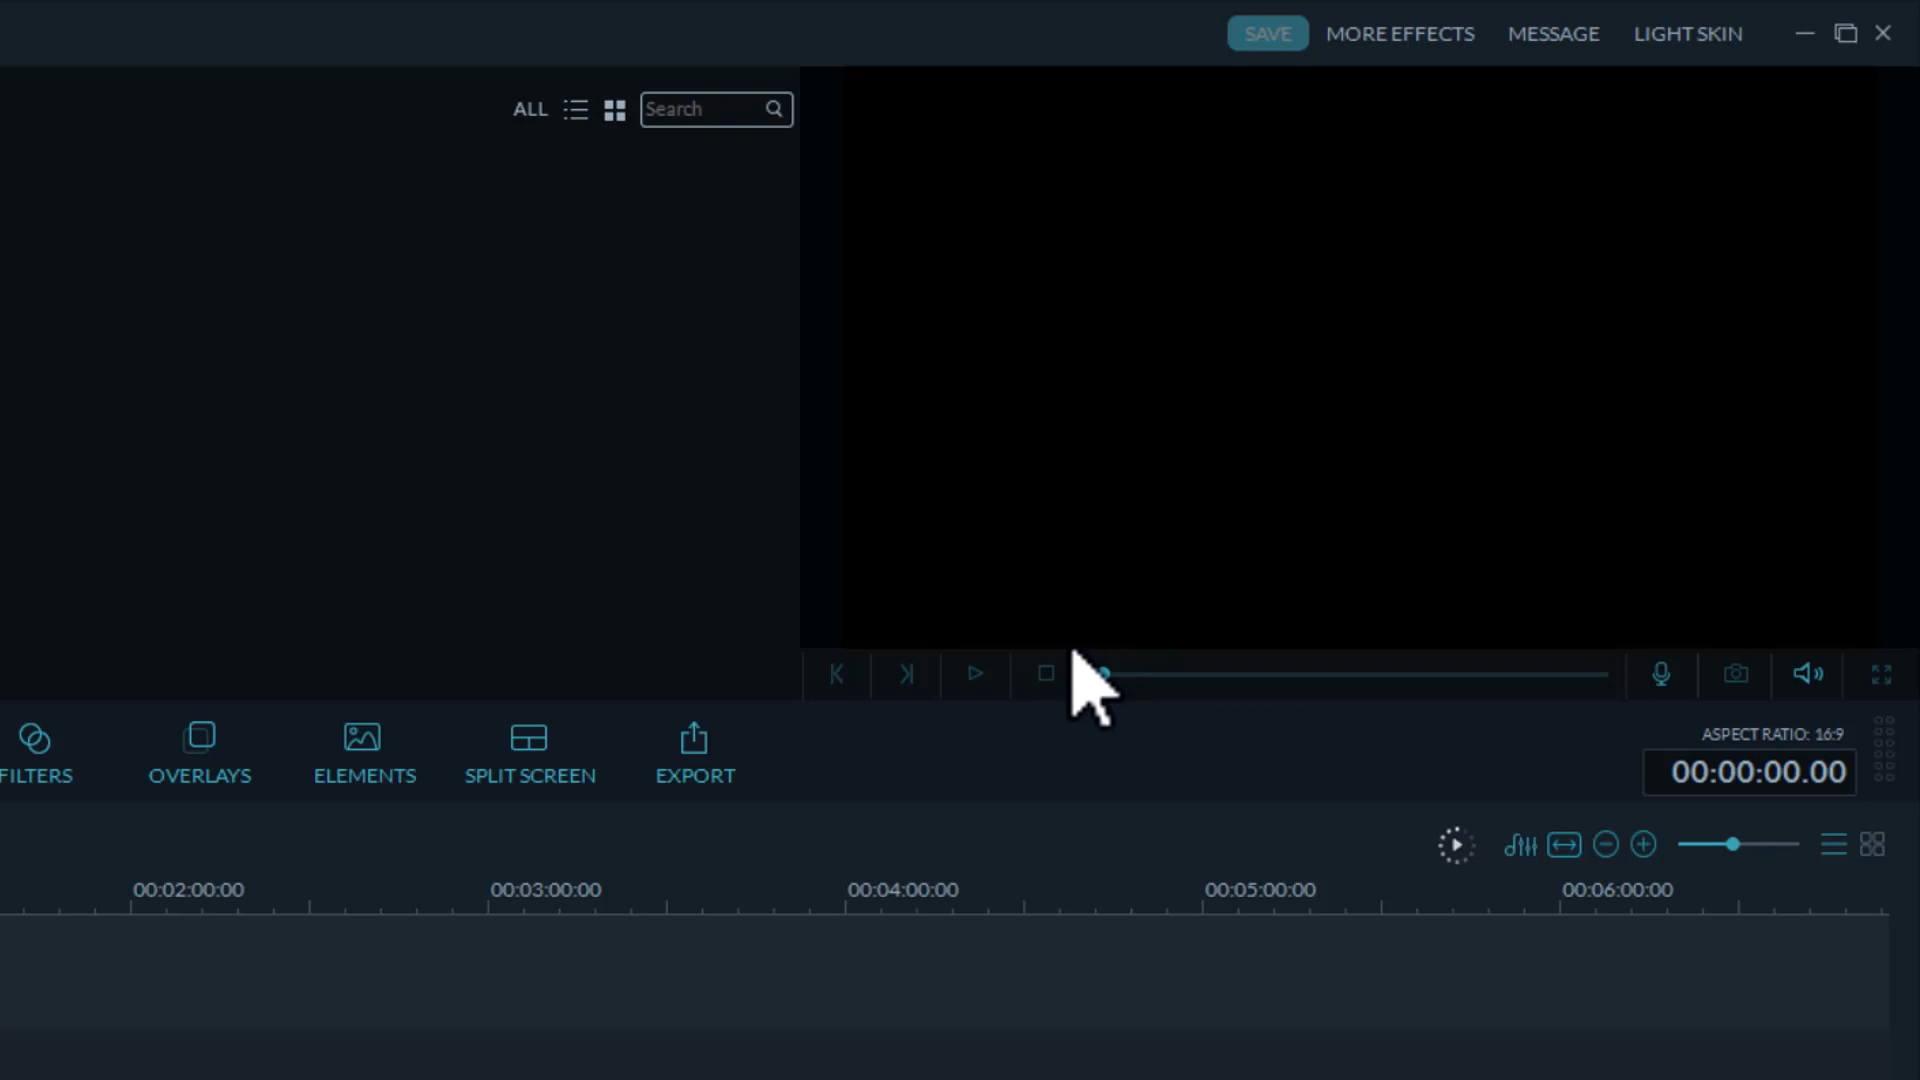 SAVE MORE EFFECTS MESSAGE LIGHT SKIN
ALL Search
FILTERS OVERLAYS ELEMENTS SPLIT SCREEN EXPORT
ASPECT RATIO: 16:9
00:00:00.00
00:02:00:00 00:03:00:00 00:04:00:00 00:05:00:00 00:06:00:00